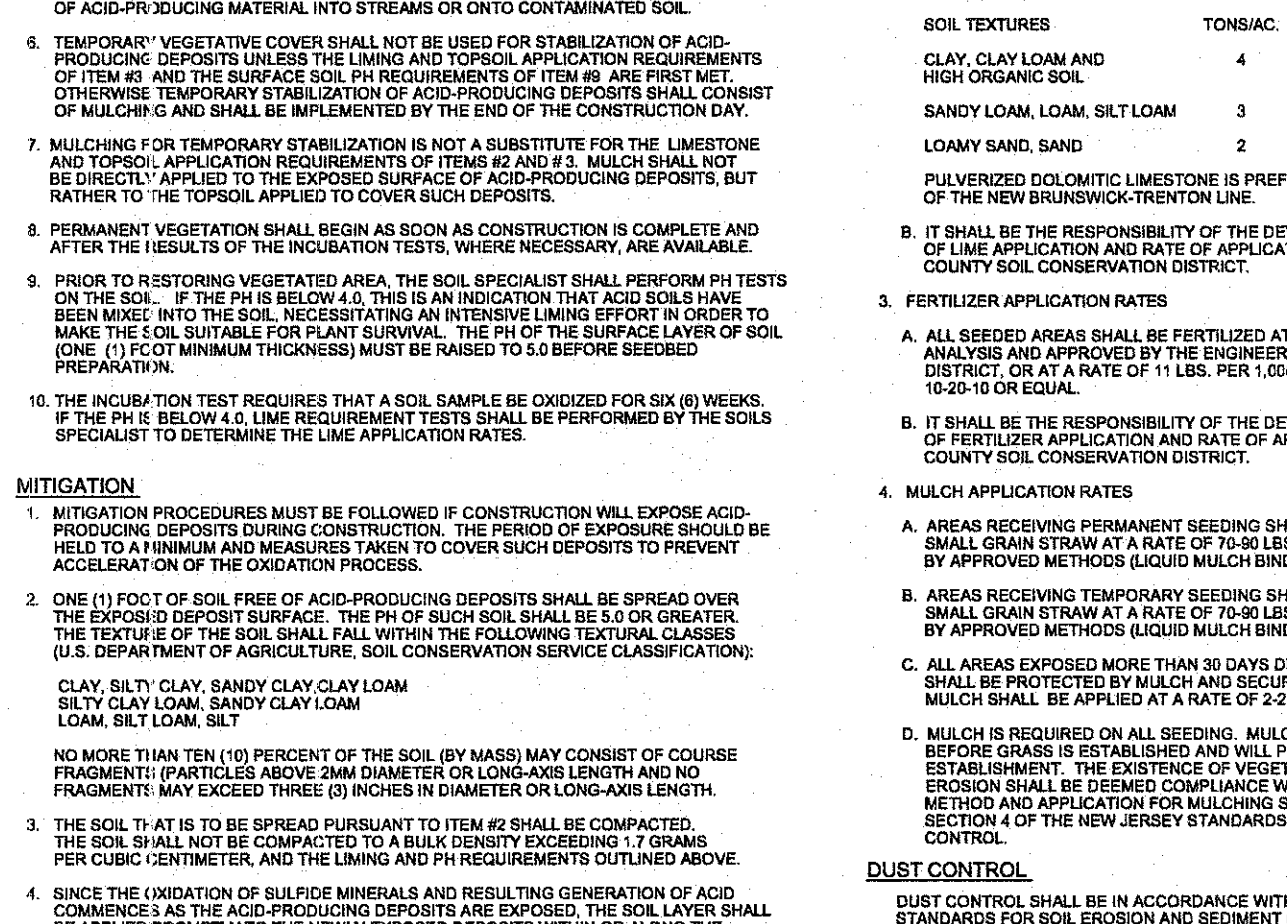 OF ACID-PRODUCING MATERIAL INTO STREAMS OR ONTO CONTAMINATED SOIL.
6. TEMPORARY VEGETATIVE COVER SHALL NOT BE USED FOR STABILIZATION OF ACID-
PRODUCING DEPOSITS UNLESS THE LIMING AND TOPSOIL APPLICATION REQUIREMENTS
OF ITEM #3 AND THE SURFACE SOIL PH REQUIREMENTS OF ITEM #9 ARE FIRST MET.
OTHERWISE TEMPORARY STABILIZATION OF ACID-PRODUCING DEPOSITS SHALL CONSIST
OF MULCHING AND SHALL BE IMPLEMENTED BY THE END OF THE CONSTRUCTION DAY.
7. MULCHING FOR TEMPORARY STABILIZATION IS NOT A SUBSTITUTE FOR THE LIMESTONE
AND TOPSOIL APPLICATION REQUIREMENTS OF ITEMS #2 AND # 3. MULCH SHALL NOT
BE DIRECTLY APPLIED TO THE EXPOSED SURFACE OF ACID-PRODUCING DEPOSITS, BUT
RATHER TO THE TOPSOIL APPLIED TO COVER SUCH DEPOSITS.
8. PERMANENT VEGETATION SHALL BEGIN AS SOON AS CONSTRUCTION IS COMPLETE AND
AFTER THE RESULTS OF THE INCUBATION TESTS, WHERE NECESSARY, ARE AVAILABLE.
9. PRIOR TO RESTORING VEGETATED AREA, THE SOIL SPECIALIST SHALL PERFORM PH TESTS
ON THE SOIL. IF THE PH IS BELOW 4.0, THIS IS AN INDICATION THAT ACID SOILS HAVE
BEEN MIXED INTO THE SOIL, NECESSITATING AN INTENSIVE LIMING EFFORT IN ORDER TO
MAKE THE SOIL SUITABLE FOR PLANT SURVIVAL. THE PH OF THE SURFACE LAYER OF SOIL
(ONE (1) FOOT MINIMUM THICKNESS) MUST BE RAISED TO 5.0 BEFORE SEEDBED
PREPARATION.
10. THE INCUBATION TEST REQUIRES THAT A SOIL SAMPLE BE OXIDIZED FOR SIX (6) WEEKS.
IF THE PH IS BELOW 4.0, LIME REQUIREMENT TESTS SHALL BE PERFORMED BY THE SOILS
SPECIALIST TO DETERMINE THE LIME APPLICATION RATES.
MITIGATION
1. MITIGATION PROCEDURES MUST BE FOLLOWED IF CONSTRUCTION WILL EXPOSE ACID-
PRODUCING DEPOSITS DURING CONSTRUCTION. THE PERIOD OF EXPOSURE SHOULD BE
HELD TO A MINIMUM AND MEASURES TAKEN TO COVER SUCH DEPOSITS TO PREVENT
ACCELERATION OF THE OXIDATION PROCESS.
2. ONE (1) FOOT OF SOIL FREE OF ACID-PRODUCING DEPOSITS SHALL BE SPREAD OVER
THE EXPOSED DEPOSIT SURFACE. THE PH OF SUCH SOIL SHALL BE 5.0 OR GREATER.
THE TEXTURE OF THE SOIL SHALL FALL WITHIN THE FOLLOWING TEXTURAL CLASSES
(U.S. DEPARTMENT OF AGRICULTURE, SOIL CONSERVATION SERVICE CLASSIFICATION):
CLAY, SILTY CLAY, SANDY CLAY,CLAY LOAM
SILTY CLAY LOAM, SANDY CLAY LOAM
LOAM, SILT LOAM, SILT
NO MORE THAN TEN (10) PERCENT OF THE SOIL (BY MASS) MAY CONSIST OF COURSE
FRAGMENTS (PARTICLES ABOVE 2MM DIAMETER OR LONG-AXIS LENGTH AND NO
FRAGMENTS MAY EXCEED THREE (3) INCHES IN DIAMETER OR LONG-AXIS LENGTH.
3. THE SOIL THAT IS TO BE SPREAD PURSUANT TO ITEM #2 SHALL BE COMPACTED.
THE SOIL SHALL NOT BE COMPACTED TO A BULK DENSITY EXCEEDING 1.7 GRAMS
PER CUBIC CENTIMETER, AND THE LIMING AND PH REQUIREMENTS OUTLINED ABOVE.
4. SINCE THE OXIDATION OF SULFIDE MINERALS AND RESULTING GENERATION OF ACID
COMMENCES AS THE ACID-PRODUCING DEPOSITS ARE EXPOSED, THE SOIL LAYER SHALL
SOIL TEXTURES TONS/AC.
CLAY, CLAY LOAM AND 4
HIGH ORGANIC SOIL
SANDY LOAM, LOAM, SILT LOAM 3
LOAMY SAND, SAND 2
PULVERIZED DOLOMITIC LIMESTONE IS PREF
OF THE NEW BRUNSWICK-TRENTON LINE.
B. IT SHALL BE THE RESPONSIBILITY OF THE DE
OF LIME APPLICATION AND RATE OF APPLICA
COUNTY SOIL CONSERVATION DISTRICT.
3. FERTILIZER APPLICATION RATES
A. ALL SEEDED AREAS SHALL BE FERTILIZED AT
ANALYSIS AND APPROVED BY THE ENGINEER
DISTRICT, OR AT A RATE OF 11 LBS. PER 1,00
10-20-10 OR EQUAL.
B. IT SHALL BE THE RESPONSIBILITY OF THE DE
OF FERTILIZER APPLICATION AND RATE OF A
COUNTY SOIL CONSERVATION DISTRICT.
4. MULCH APPLICATION RATES
A. AREAS RECEIVING PERMANENT SEEDING SH
SMALL GRAIN STRAW AT A RATE OF 70-90 LBS
BY APPROVED METHODS (LIQUID MULCH BIN
B. AREAS RECEIVING TEMPORARY SEEDING SH
SMALL GRAIN STRAW AT A RATE OF 70-90 LBS
BY APPROVED METHODS (LIQUID MULCH BIN
C. ALL AREAS EXPOSED MORE THAN 30 DAYS D
SHALL BE PROTECTED BY MULCH AND SECU
MULCH SHALL BE APPLIED AT A RATE OF 2-2
D. MULCH IS REQUIRED ON ALL SEEDING. MULC
BEFORE GRASS IS ESTABLISHED AND WILL P
ESTABLISHMENT. THE EXISTENCE OF VEGET
EROSION SHALL BE DEEMED COMPLIANCE W
METHOD AND APPLICATION FOR MULCHING S
SECTION 4 OF THE NEW JERSEY STANDARDS
CONTROL.
DUST CONTROL
DUST CONTROL SHALL BE IN ACCORDANCE WIT
STANDARDS FOR SOIL EROSION AND SEDIMENT